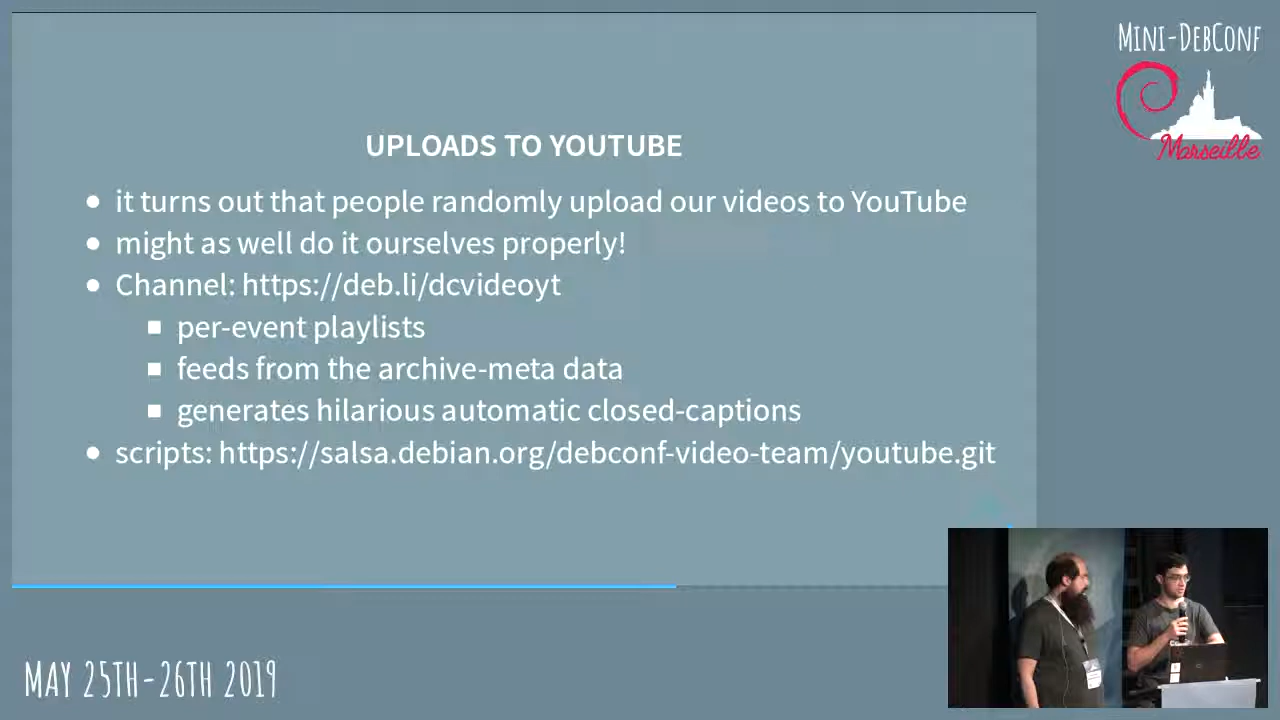 MINI-DEBCONF
Marseille
UPLOADS TO YOUTUBE
it turns out that people randomly upload our videos to YouTube
might as well do it ourselves properly!
Channel: https://deb.li/dcvideoyt
per-event playlists
feeds from the archive-meta data
generates hilarious automatic closed-captions
scripts: https://salsa.debian.org/debconf-video-team/youtube.git
MAY 25TH-26TH 2019